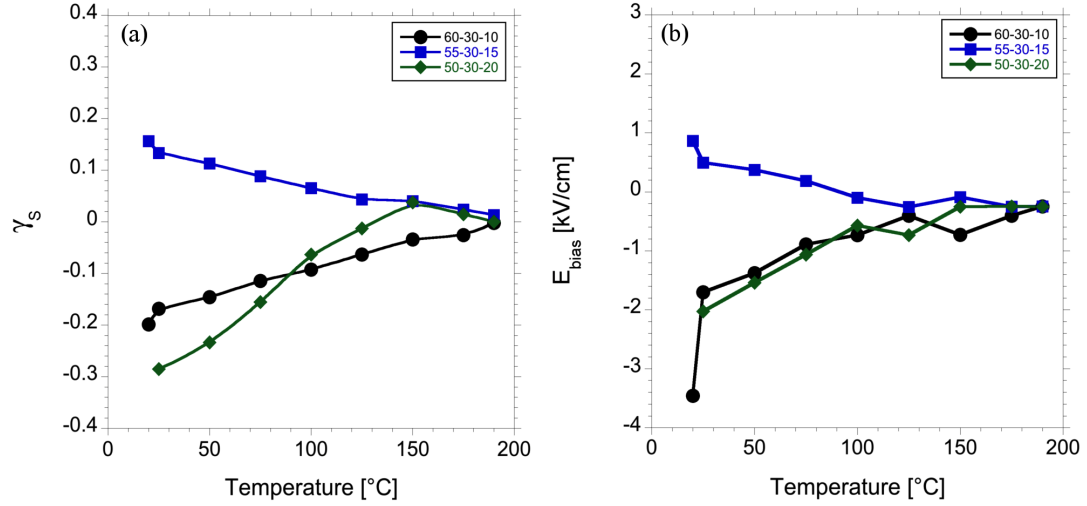 (a)
60-30-10
55-30-15
50-30-20
0.4
0.3
0.2
0.1
0
-0.1
-0.2
-0.3
-0.4
γS
0 50 100 150 200
Temperature [°C]
(b)
60-30-10
55-30-15
50-30-20
3
2
1
0
-1
-2
-3
-4
Ebias [kV/cm]
0 50 100 150 200
Temperature [°C]